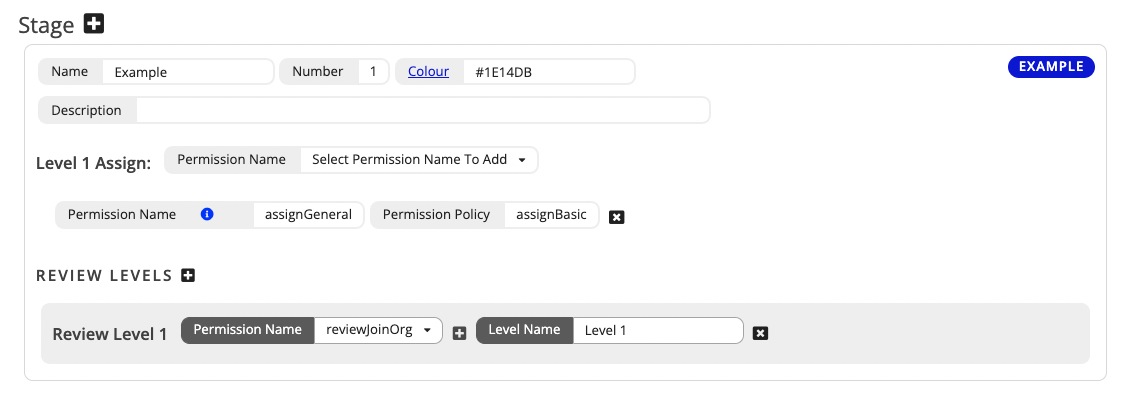 Stage
Name Example Number 1 Colour #1E14DB EXAMPLE
Description
Level 1 Assign: Permission Name Select Permission Name To Add
Permission Name assignGeneral Permission Policy assignBasic
REVIEW LEVELS
Review Level 1 Permission Name reviewJoinOrg Level Name Level 1